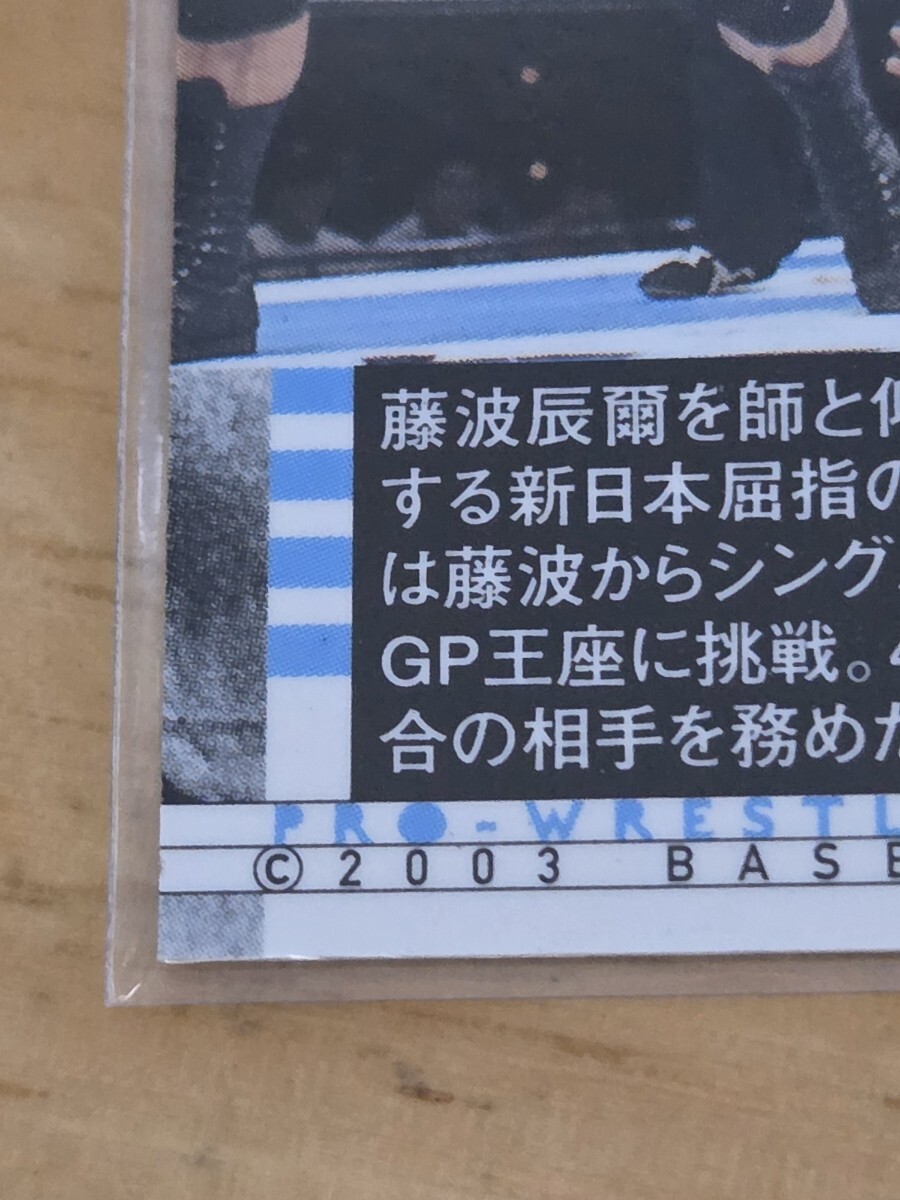 藤波辰爾を師と
する新日本屈指の
は藤波からシング
GP王座に挑戦。
合の相手を務めた
PRO-WRESTL
©2003 BASE